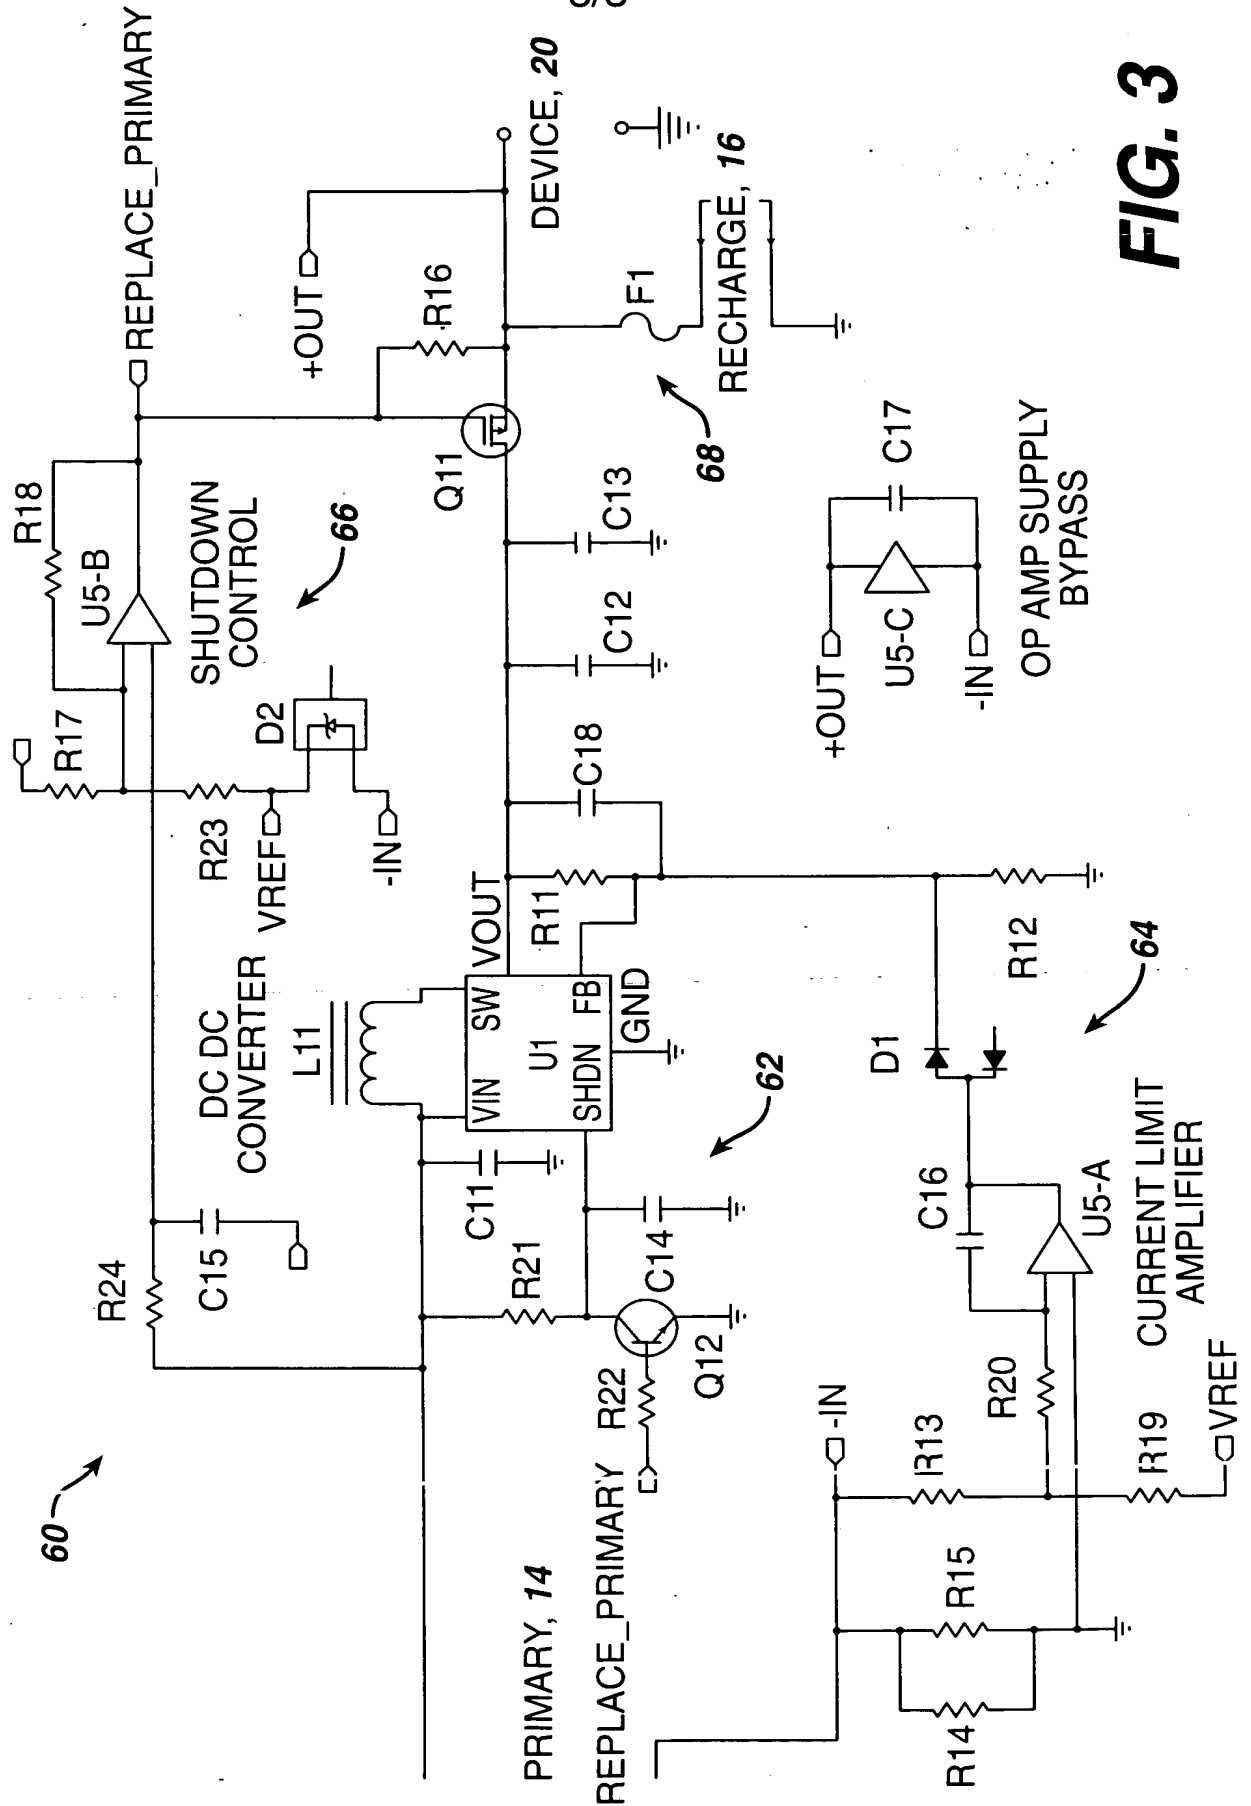 REPLACE_PRIMARY
R18
U5-B
R17
SHUTDOWN
CONTROL
66
R24
C15
R23
D2
VREF
-IN
+OUT
R16
DEVICE, 20
60
DC DC
CONVERTER
L11
VOUT
Q11
F1
RECHARGE, 16
68
VIN
SW
U1
SHDN
FB
GND
R11
C18
C12
C13
C11
R21
C14
Q12
R22
62
PRIMARY, 14
REPLACE_PRIMARY
-IN
R13
R20
C16
D1
R12
64
U5-A
CURRENT LIMIT
AMPLIFIER
R14
R15
R19
VREF
+OUT
U5-C
C17
-IN
OP AMP SUPPLY
BYPASS
FIG. 3